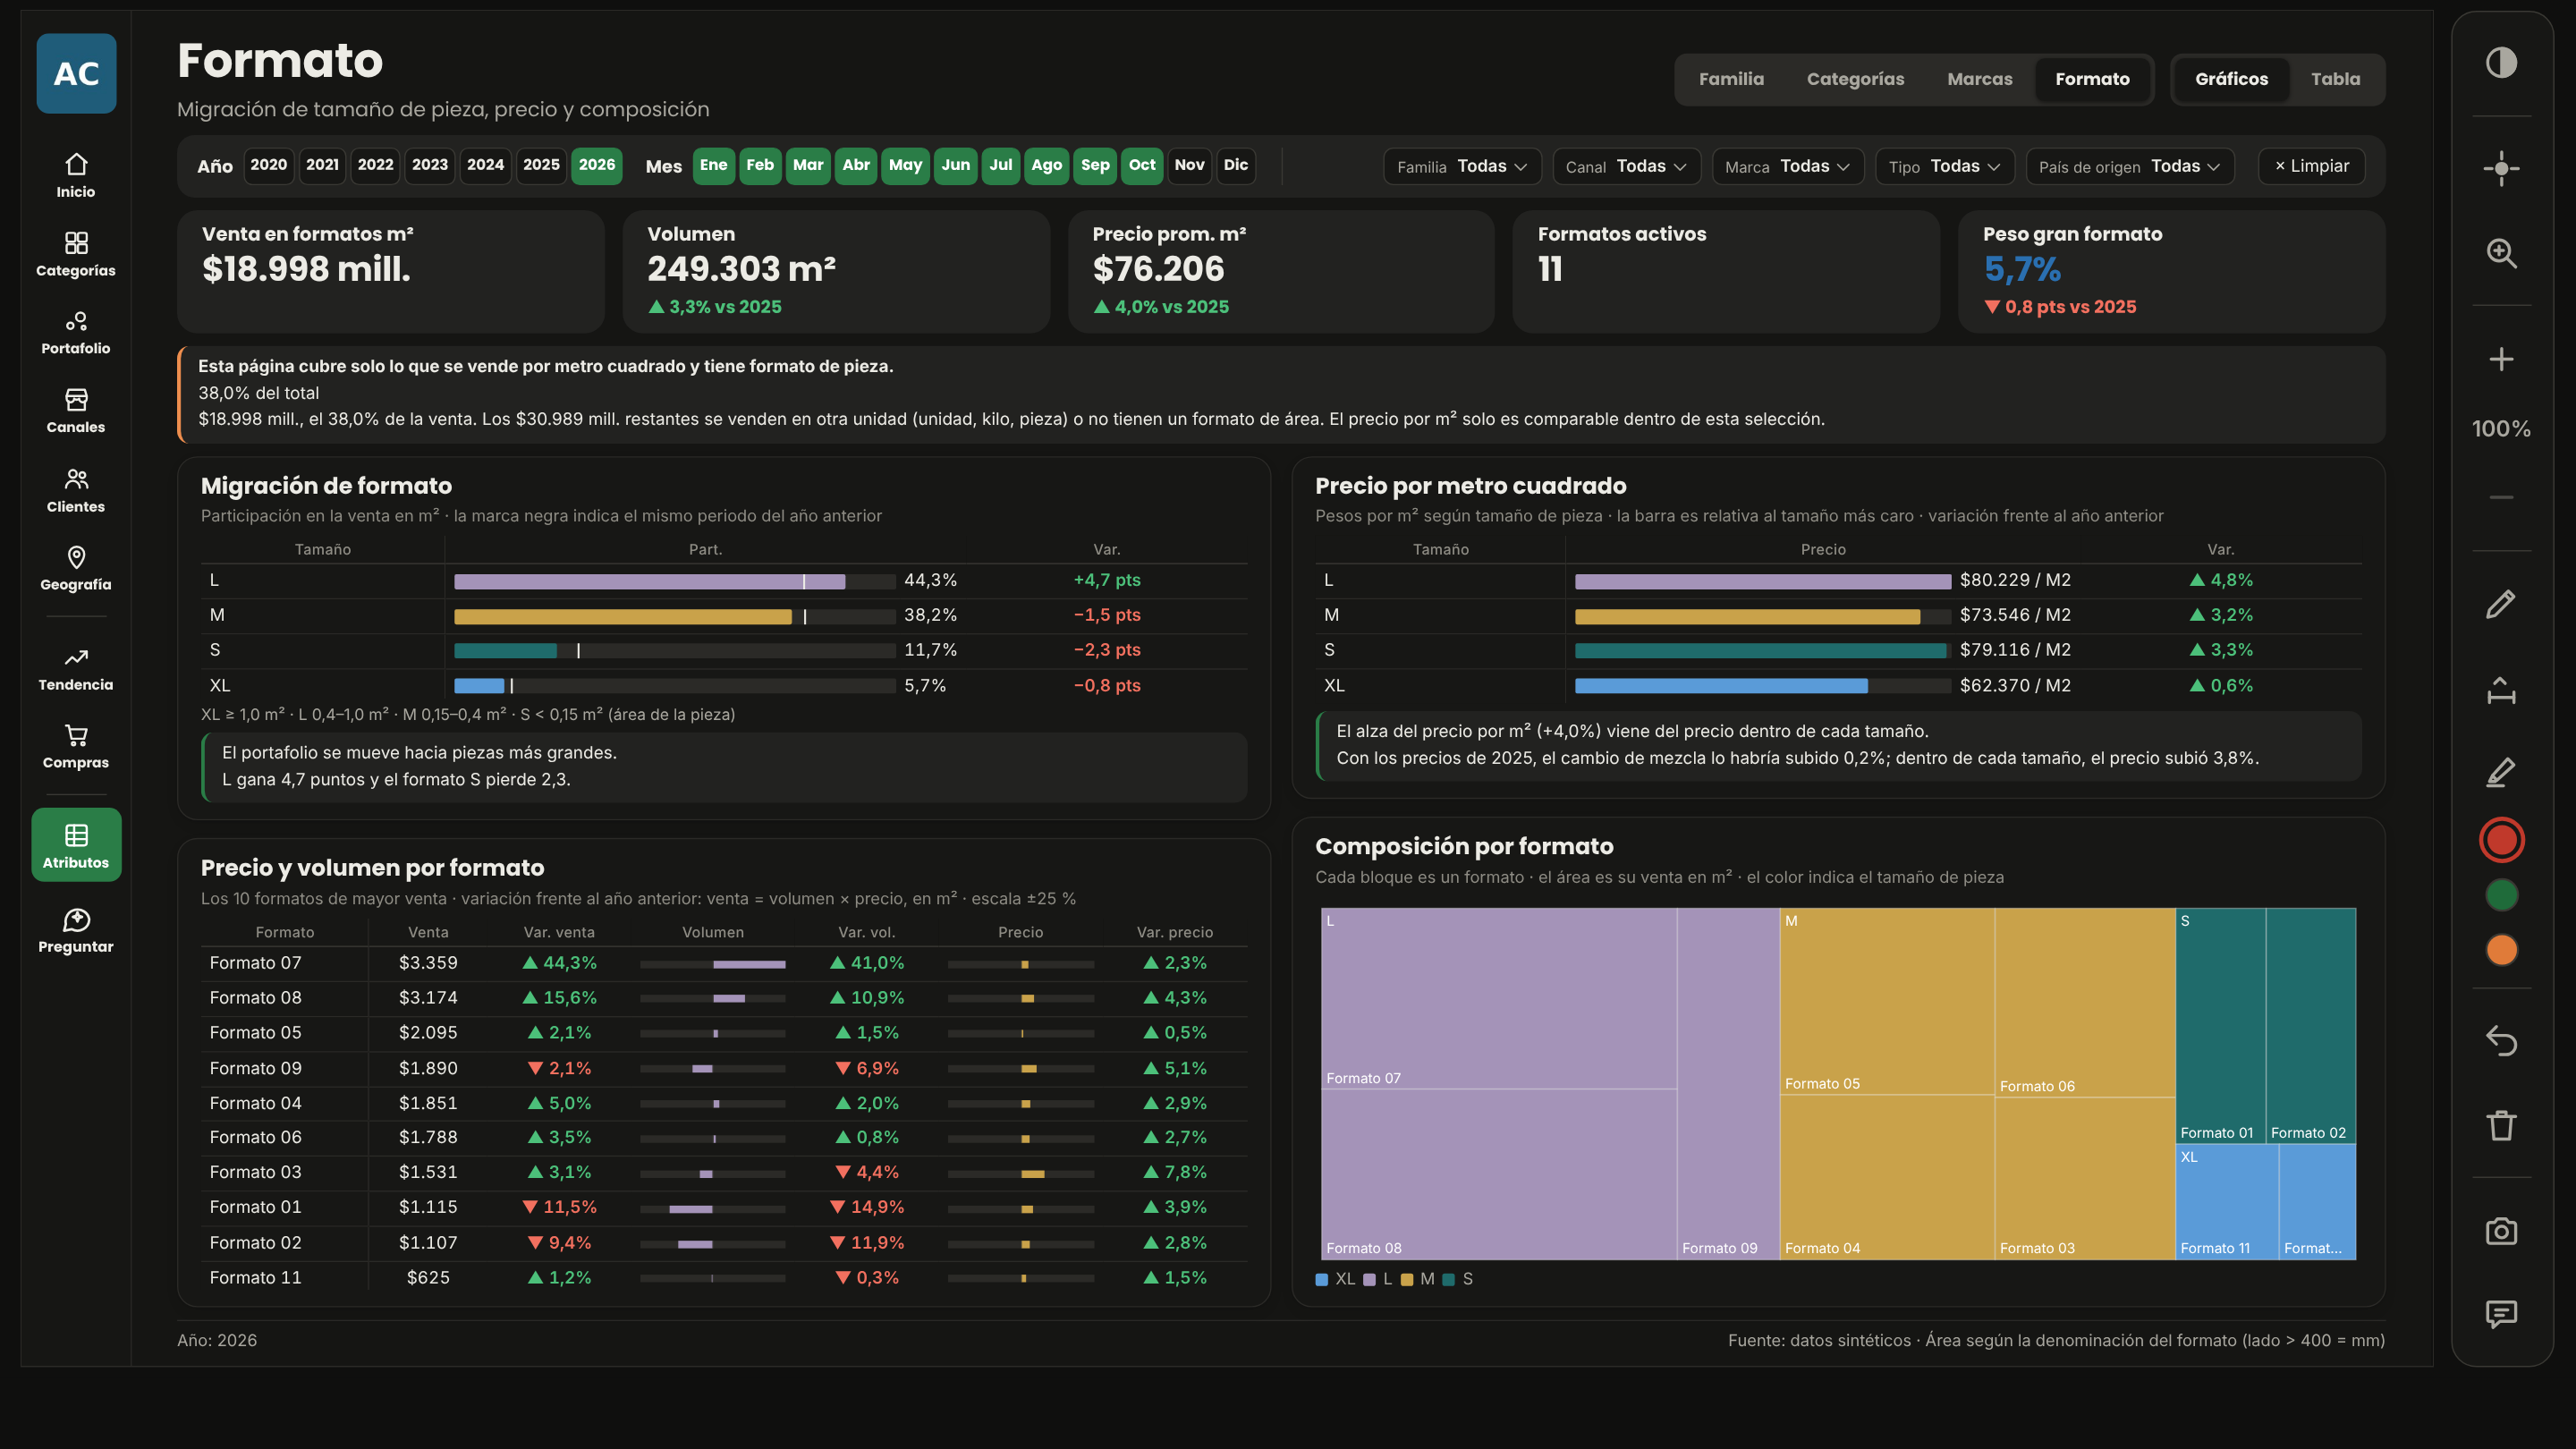 AC
Inicio
Categorías
Portafolio
Canales
Clientes
Geografía
Tendencia
Compras
Atributos
Preguntar
Formato
Migración de tamaño de pieza, precio y composición
Familia Categorías Marcas Formato Gráficos Tabla
Año 2020 2021 2022 2023 2024 2025 2026 Mes Ene Feb Mar Abr May Jun Jul Ago Sep Oct Nov Dic Familia Todas Canal Todas Marca Todas Tipo Todas País de origen Todas × Limpiar
Venta en formatos m²
$18.998 mill.
Volumen
249.303 m²
▲ 3,3% vs 2025
Precio prom. m²
$76.206
▲ 4,0% vs 2025
Formatos activos
11
Peso gran formato
5,7%
▼ 0,8 pts vs 2025
Esta página cubre solo lo que se vende por metro cuadrado y tiene formato de pieza.
38,0% del total
$18.998 mill., el 38,0% de la venta. Los $30.989 mill. restantes se venden en otra unidad (unidad, kilo, pieza) o no tienen un formato de área. El precio por m² solo es comparable dentro de esta selección.
Migración de formato
Participación en la venta en m² · la marca negra indica el mismo periodo del año anterior
Tamaño Part. Var.
L 44,3% +4,7 pts
M 38,2% −1,5 pts
S 11,7% −2,3 pts
XL 5,7% −0,8 pts
XL ≥ 1,0 m² · L 0,4–1,0 m² · M 0,15–0,4 m² · S < 0,15 m² (área de la pieza)
El portafolio se mueve hacia piezas más grandes.
L gana 4,7 puntos y el formato S pierde 2,3.
Precio por metro cuadrado
Pesos por m² según tamaño de pieza · la barra es relativa al tamaño más caro · variación frente al año anterior
Tamaño Precio Var.
L $80.229 / M2 ▲ 4,8%
M $73.546 / M2 ▲ 3,2%
S $79.116 / M2 ▲ 3,3%
XL $62.370 / M2 ▲ 0,6%
El alza del precio por m² (+4,0%) viene del precio dentro de cada tamaño.
Con los precios de 2025, el cambio de mezcla lo habría subido 0,2%; dentro de cada tamaño, el precio subió 3,8%.
Precio y volumen por formato
Los 10 formatos de mayor venta · variación frente al año anterior: venta = volumen × precio, en m² · escala ±25 %
Formato Venta Var. venta Volumen Var. vol. Precio Var. precio
Formato 07 $3.359 ▲ 44,3% ▲ 41,0% ▲ 2,3%
Formato 08 $3.174 ▲ 15,6% ▲ 10,9% ▲ 4,3%
Formato 05 $2.095 ▲ 2,1% ▲ 1,5% ▲ 0,5%
Formato 09 $1.890 ▼ 2,1% ▼ 6,9% ▲ 5,1%
Formato 04 $1.851 ▲ 5,0% ▲ 2,0% ▲ 2,9%
Formato 06 $1.788 ▲ 3,5% ▲ 0,8% ▲ 2,7%
Formato 03 $1.531 ▲ 3,1% ▼ 4,4% ▲ 7,8%
Formato 01 $1.115 ▼ 11,5% ▼ 14,9% ▲ 3,9%
Formato 02 $1.107 ▼ 9,4% ▼ 11,9% ▲ 2,8%
Formato 11 $625 ▲ 1,2% ▼ 0,3% ▲ 1,5%
Composición por formato
Cada bloque es un formato · el área es su venta en m² · el color indica el tamaño de pieza
L M S
Formato 07 Formato 05 Formato 06
Formato 01 Formato 02
XL
Formato 08 Formato 09 Formato 04 Formato 03 Formato 11 Format...
XL L M S
Año: 2026
Fuente: datos sintéticos · Área según la denominación del formato (lado > 400 = mm)
100%